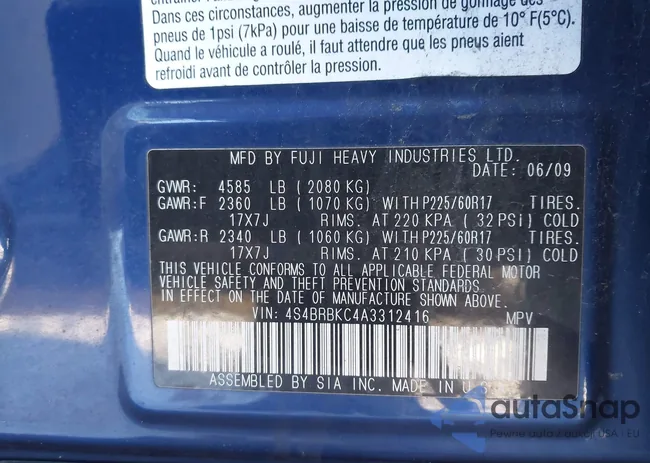 Dans ces circonstances, augmenter la pression de gonflage des
pneus de 1psi (7kPa) pour une baisse de température de 10° F(5°C).
Quand le véhicule a roulé, il faut attendre que les pneus aient
refroidi avant de contrôler la pression.
MFD BY FUJI HEAVY INDUSTRIES LTD.
DATE: 06/09
GVWR: 4585 LB (2080 KG)
GAWR:F 2360 LB (1070 KG) WITH P225/60R17 TIRES.
17X7J RIMS. AT 220 KPA (32 PSI) COLD
GAWR:R 2340 LB (1060 KG) WITH P225/60R17 TIRES.
17X7J RIMS. AT 210 KPA (30 PSI) COLD
THIS VEHICLE CONFORMS TO ALL APPLICABLE FEDERAL MOTOR
VEHICLE SAFETY AND THEFT PREVENTION STANDARDS
IN EFFECT ON THE DATE OF MANUFACTURE SHOWN ABOVE.
VIN: 4S4BRBKC4A3312416 MPV
ASSEMBLED BY SIA INC. MADE IN U.S.A.
autoSnap
Pewne auta z aukcji USA - EU